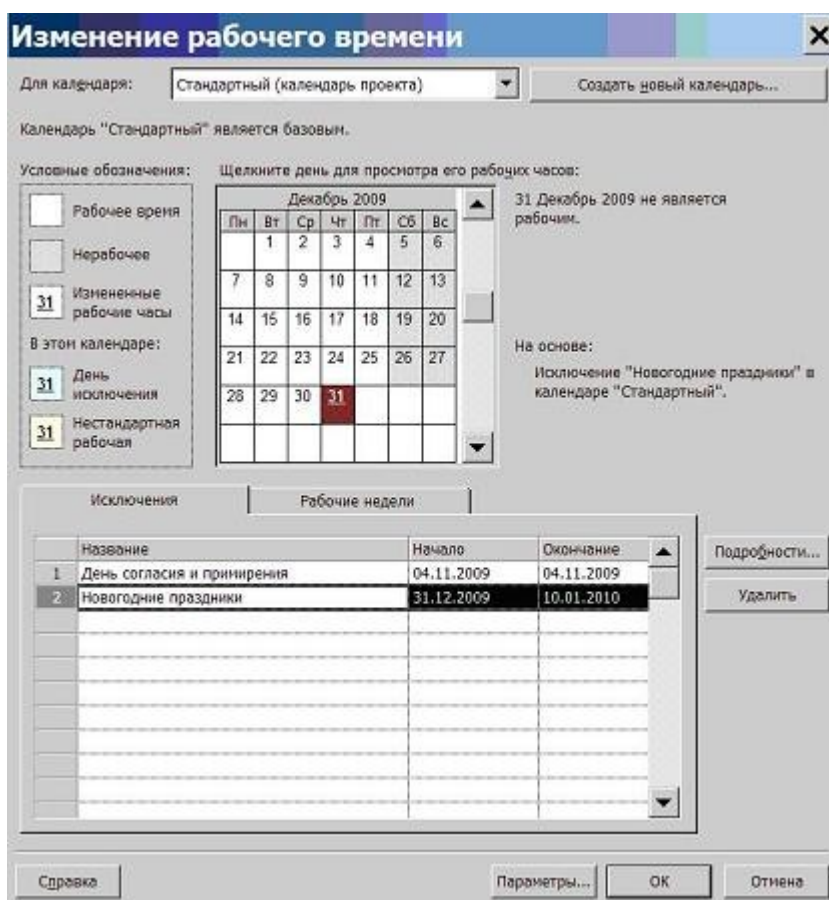 Изменение рабочего времени
Для календаря: Стандартный (календарь проекта) Создать новый календарь...
Календарь "Стандартный" является базовым.
Условные обозначения:
Рабочее время
Нерабочее
31 Измененные
рабочие часы
В этом календаре:
31 День
исключения
31 Нестандартная
рабочая
Щелкните день для просмотра его рабочих часов:
Декабрь 2009
Пн Вт Ср Чт Пт Сб Вс
1 2 3 4 5 6
7 8 9 10 11 12 13
14 15 16 17 18 19 20
21 22 23 24 25 26 27
28 29 30 31
31 Декабрь 2009 не является
рабочим.
На основе:
Исключение "Новогодние праздники" в
календаре "Стандартный".
Исключения Рабочие недели
Название Начало Окончание
1 День согласия и примирения 04.11.2009 04.11.2009
2 Новогодние праздники 31.12.2009 10.01.2010
Подробности...
Удалить
Справка Параметры... ОК Отмена